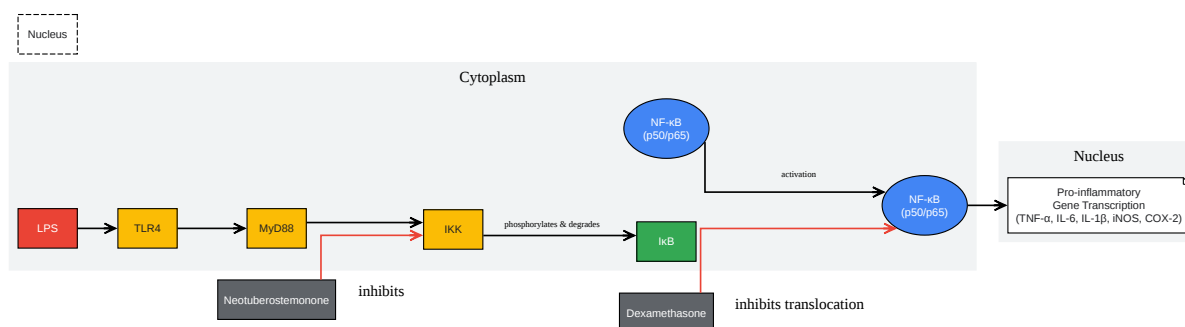 Nucleus
Cytoplasm
NF-κB
(p50/p65)
activation
Nucleus
NF-κB
(p50/p65)
Pro-inflammatory
Gene Transcription
(TNF-α, IL-6, IL-1β, iNOS, COX-2)
LPS
TLR4
MyD88
IKK
phosphorylates & degrades
IκB
Neotuberostemonone
inhibits
Dexamethasone
inhibits translocation